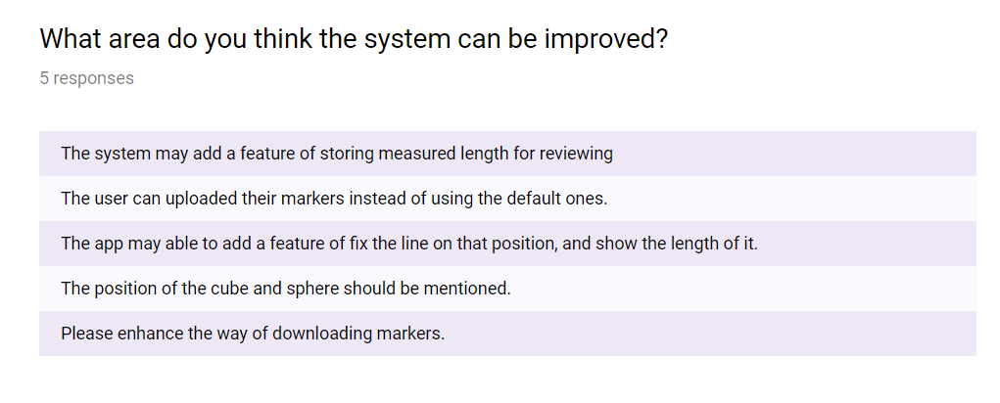 What area do you think the system can be improved?
5 responses
The system may add a feature of storing measured length for reviewing
The user can uploaded their markers instead of using the default ones.
The app may able to add a feature of fix the line on that position, and show the length of it.
The position of the cube and sphere should be mentioned.
Please enhance the way of downloading markers.